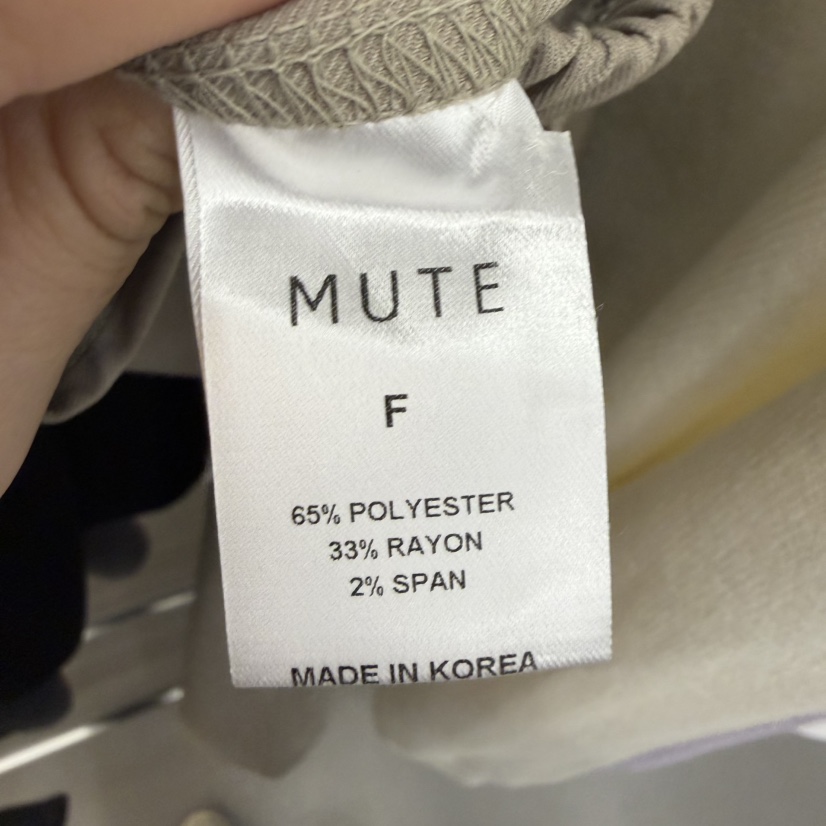 MUTE
F
65% POLYESTER
33% RAYON
2% SPAN
MADE IN KOREA